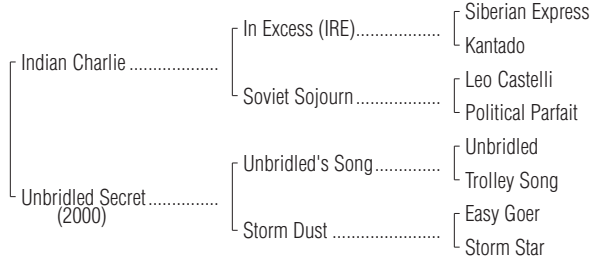 Siberian Express
In Excess (IRE)...................
Kantado
Indian Charlie ...................
Leo Castelli
Soviet Sojourn ...................
Political Parfait
Unbridled
Unbridled's Song..............
Trolley Song
Unbridled Secret...............
(2000)
Easy Goer
Storm Dust ........................
Storm Star